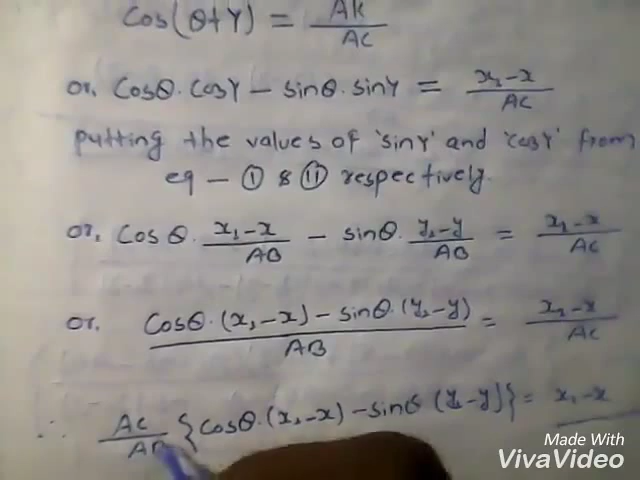 Cos(θ+γ) = AK/AC
or, Cosθ. Cosγ - sinθ. sinγ = x₁-x/AC
putting the values of 'sinγ' and 'cosγ' from
eq - ① & ⑪ respectively.
or, Cos θ. x₁-x/AB - sinθ. y₁-y/AB = x₁-x/AC
or. Cosθ. (x₁-x) - sinθ. (y₁-y)/AB = x₁-x/AC
∴ AC/AB {cosθ. (x₁-x) - sinθ (y₁-y)} = x₁-x
Made With
VivaVideo